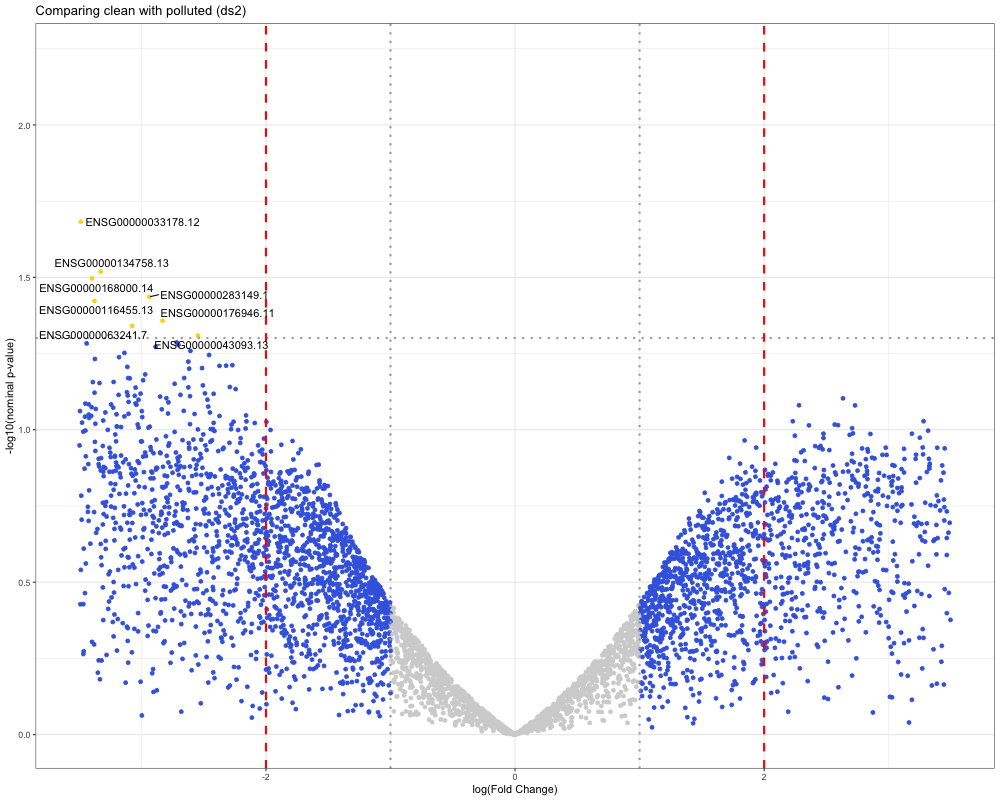 Comparing clean with polluted (ds2)
2.0
ENSG00000033178.12
ENSG00000134758.13
1.5
ENSG00000168000.14
ENSG00000283149.1
ENSG00000116455.13
ENSG00000176946.11
ENSG00000063241.7
ENSG00000043093.13
-log10(nominal p-value)
1.0
0.5
0.0
-2
0
2
log(Fold Change)